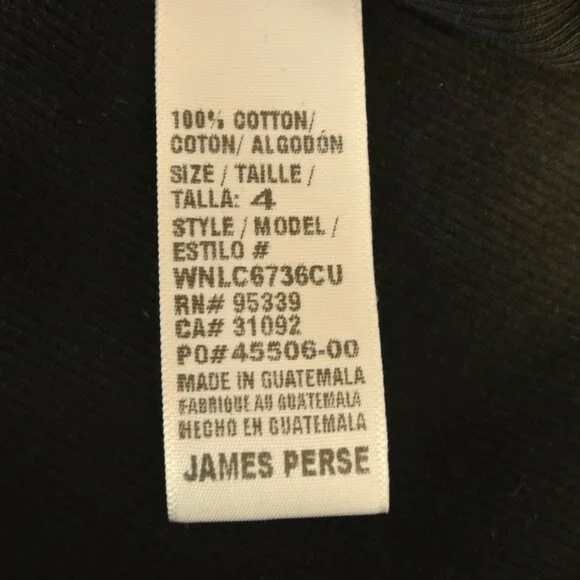 100% COTTON/
COTON/ ALGODÓN
SIZE / TAILLE /
TALLA: 4
STYLE / MODEL /
ESTILO #
WNLC6736CU
RN# 95339
CA# 31092
PO#45506-00
MADE IN GUATEMALA
FABRIQUE AU GUATEMALA
HECHO EN GUATEMALA
JAMES PERSE